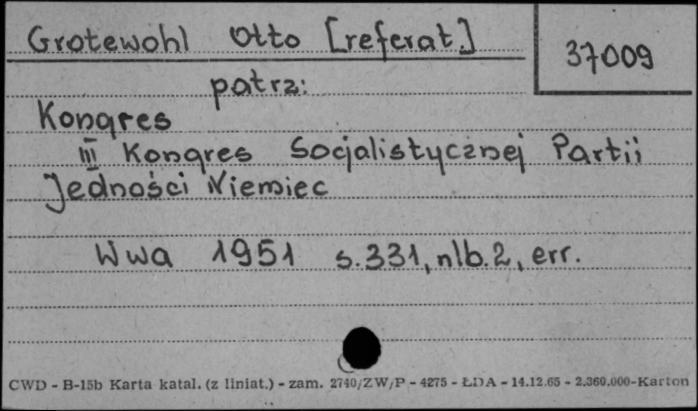 Grotewohl Otto [referat.]
37009
patrz:
Kongres
III Kongres Socjalistycznej Partii
Jedności Niemiec
Wwa 1951 s.331, nlb.2, err.
CWD - B-15b Karta katal. (z liniat.) - zam. 2740/ZW/P - 4275 - ŁDA - 14.12.65 - 2.360.000-Karton